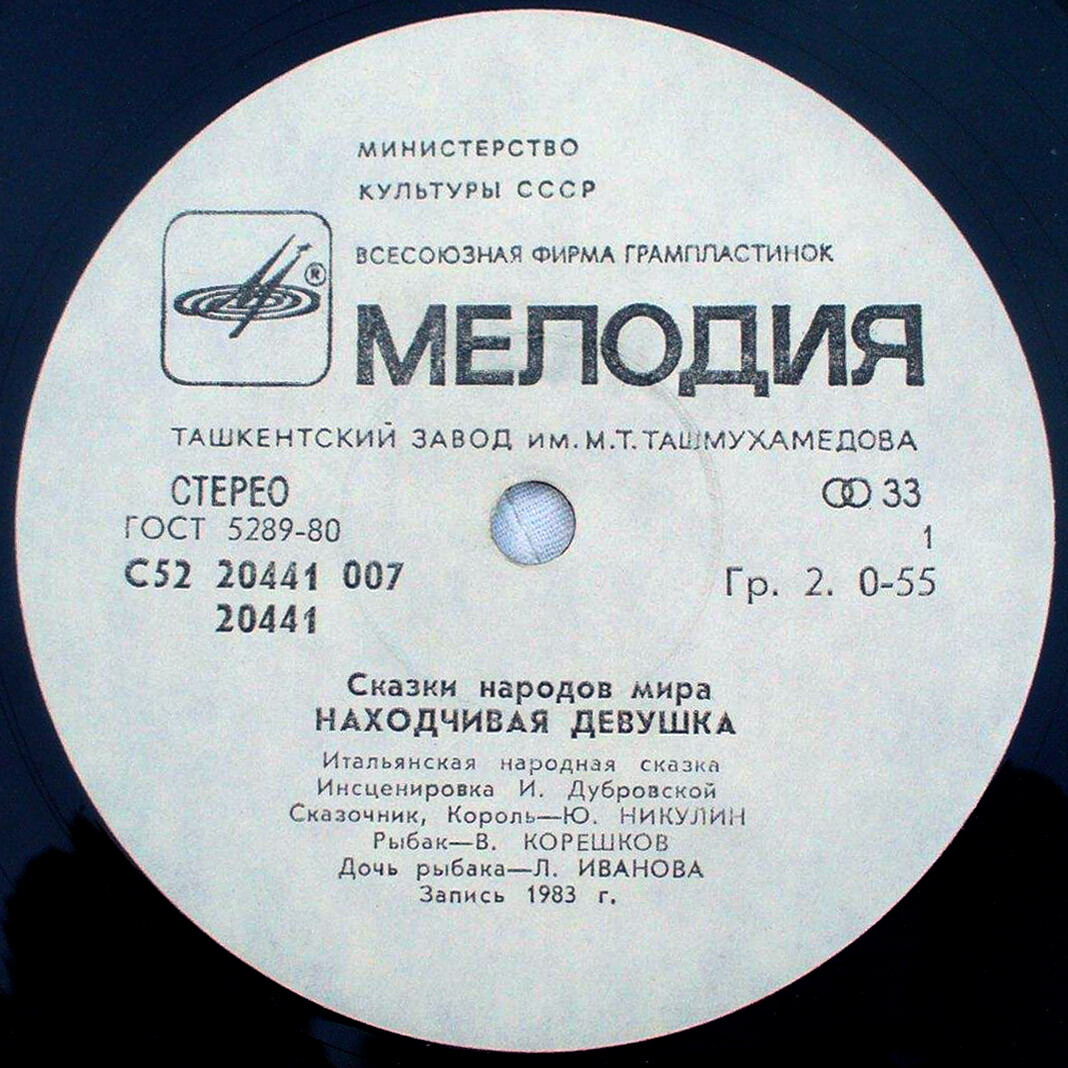 МИНИСТЕРСТВО
КУЛЬТУРЫ СССР
ВСЕСОЮЗНАЯ ФИРМА ГРАМПЛАСТИНОК
®
МЕЛОДИЯ
ТАШКЕНТСКИЙ ЗАВОД ИМ. М.Т. ТАШМУХАМЕДОВА
СТЕРЕО
33
ГОСТ 5289-80
1
С52 20441 007
Гр. 2. 0-55
20441
Сказки народов мира
НАХОДЧИВАЯ ДЕВУШКА
Итальянская народная сказка
Инсценировка И. Дубровской
Сказочник, Король—Ю. НИКУЛИН
Рыбак—В. КОРЕШКОВ
Дочь рыбака—Л. ИВАНОВА
Запись 1983 г.